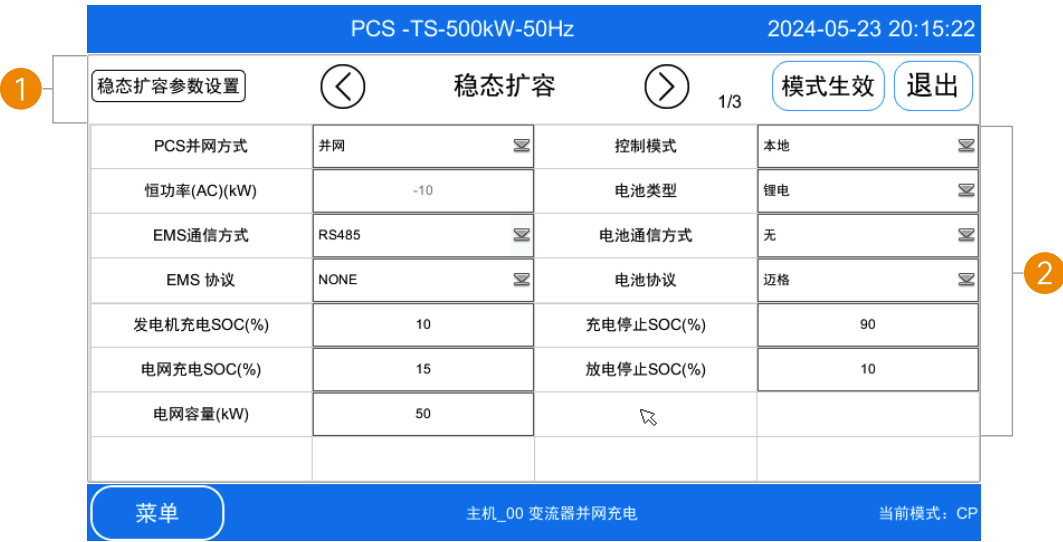 PCS -TS-500kW-50Hz 2024-05-23 20:15:22
1 稳态扩容参数设置 稳态扩容 1/3 模式生效 退出
PCS并网方式 并网 控制模式 本地
恒功率(AC)(kW) -10 电池类型 锂电
EMS通信方式 RS485 电池通信方式 无
2
EMS 协议 NONE 电池协议 迈格
发电机充电SOC(%) 10 充电停止SOC(%) 90
电网充电SOC(%) 15 放电停止SOC(%) 10
电网容量(kW) 50
菜单 主机_00 变流器并网充电 当前模式：CP